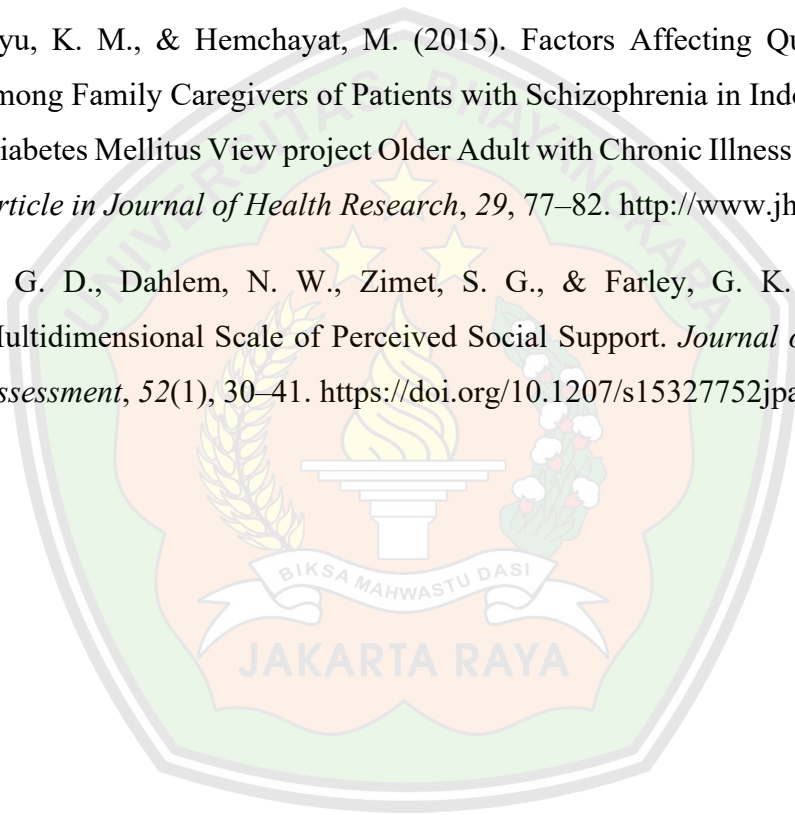 yu, K. M., & Hemchayat, M. (2015). Factors Affecting Qu
mong Family Caregivers of Patients with Schizophrenia in Indo
iabetes Mellitus View project Older Adult with Chronic Illness
rticle in Journal of Health Research, 29, 77–82. http://www.jh
G. D., Dahlem, N. W., Zimet, S. G., & Farley, G. K.
Multidimensional Scale of Perceived Social Support. Journal o
ssessment, 52(1), 30–41. https://doi.org/10.1207/s15327752jpa
UNIVERSITAS BHAYANGKARA
BIKSA MAHWASTU DASI
JAKARTA RAYA